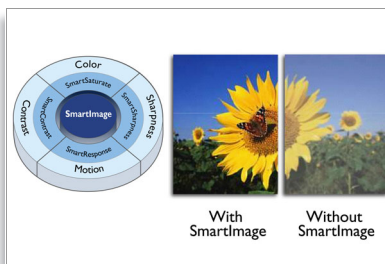 Color
SmartSaturate
Contrast
SmartContrast
SmartImage
SmartSharpness
Sharpness
SmartResponse
Motion
With
SmartImage
Without
SmartImage